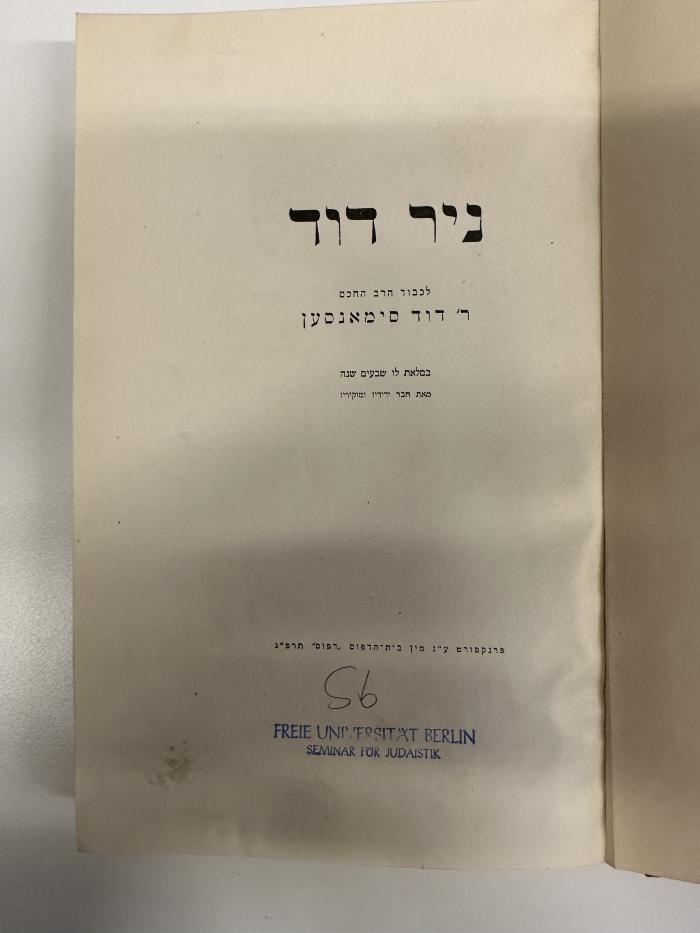 ניר דוד
לכבוד הרב החכם
ר׳ דוד סימאנסען
במלאת לו שבעים שנה
מאת חבר ידידיו ומוקיריו
פרנקפורט ע״נ מין בית־הדפוס „דפוס״ תרפ״ג
56
FREIE UNIVERSITÄT BERLIN
SEMINAR FÜR JUDAISTIK